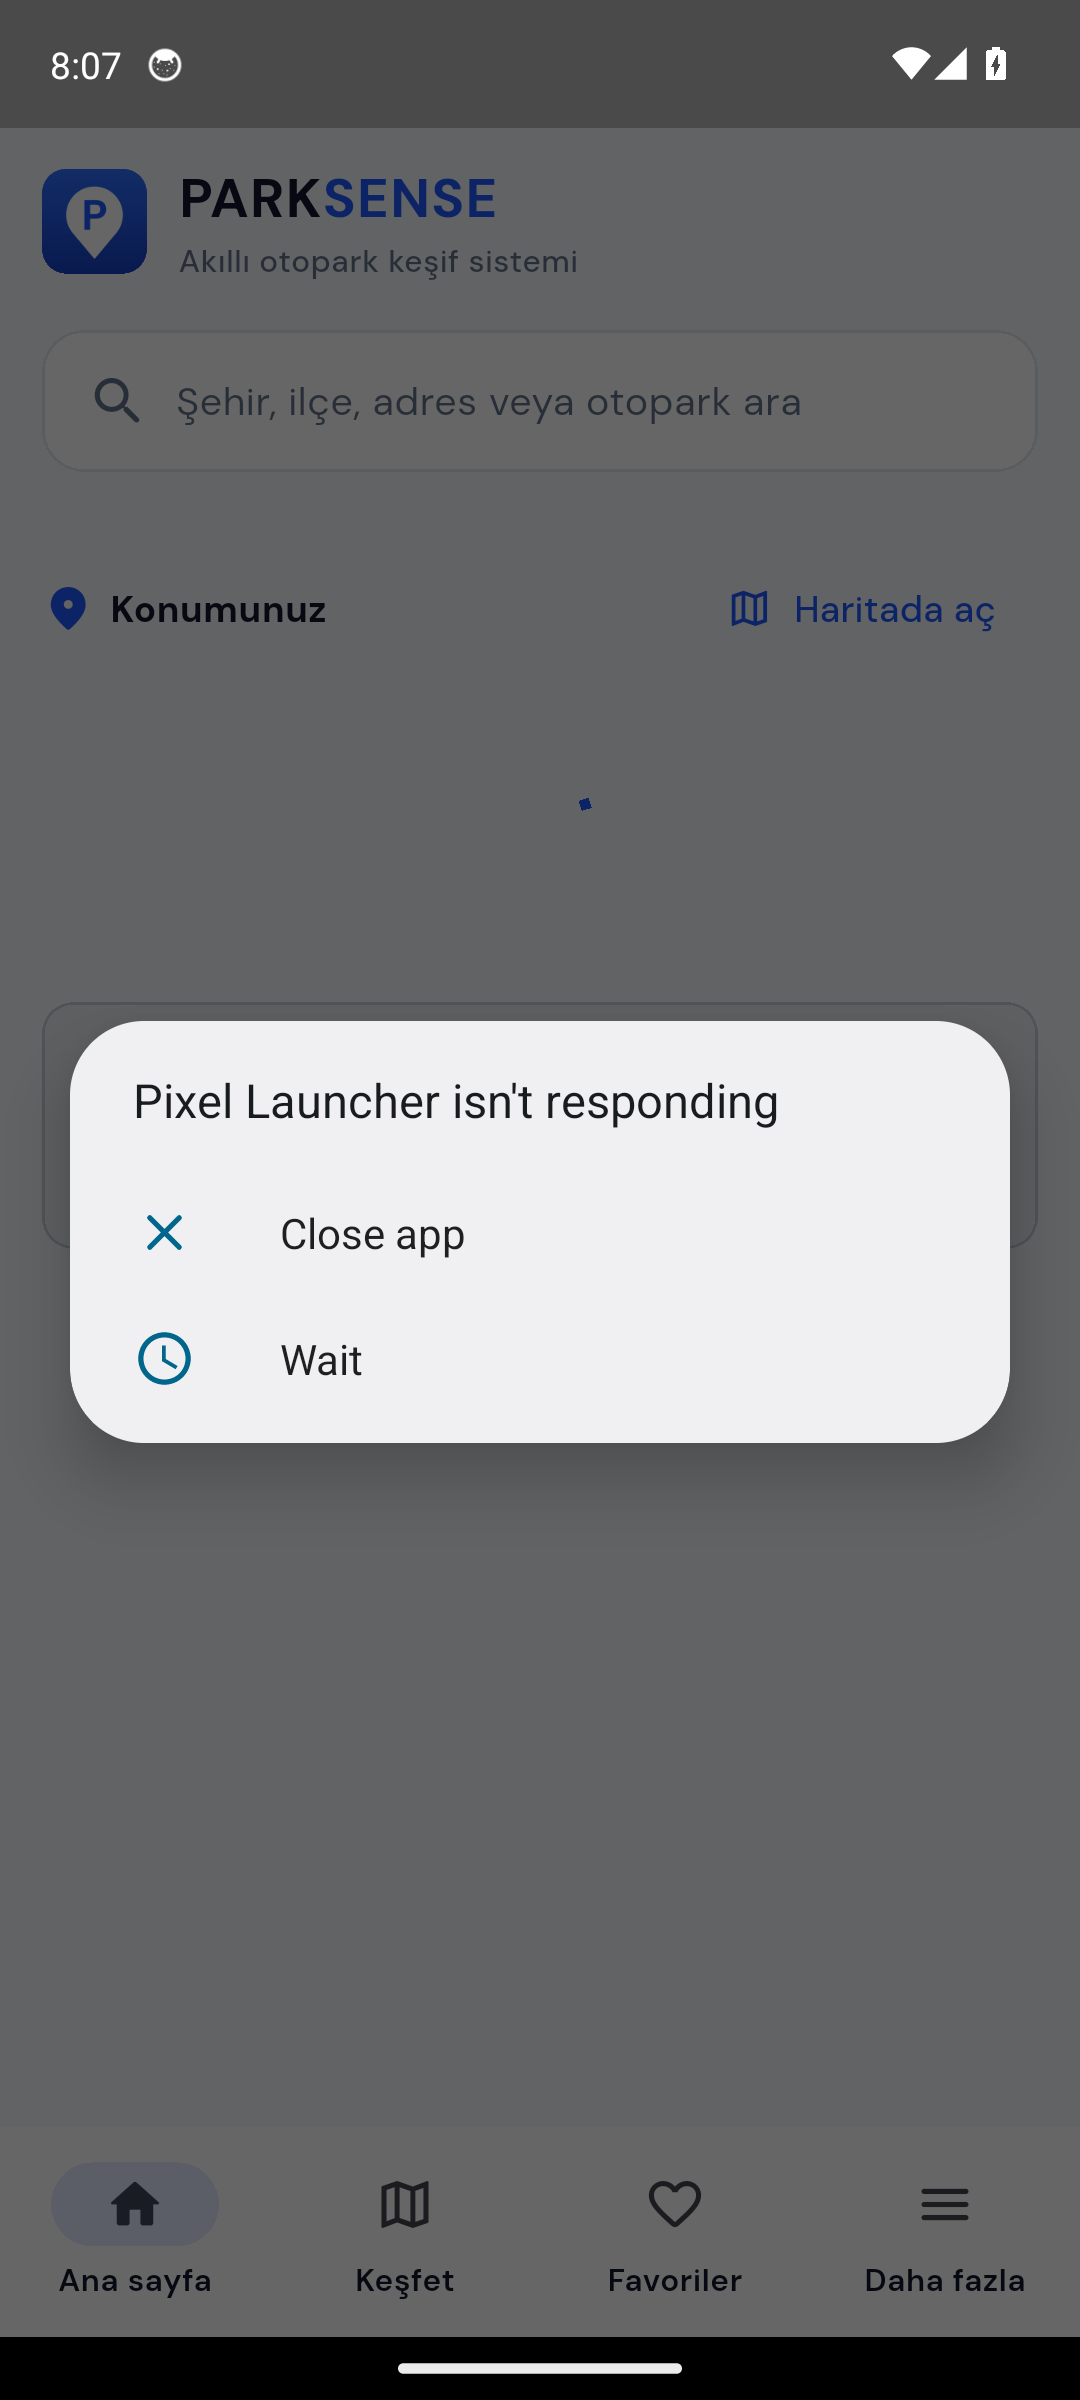 8:07
PARKSENSE
Akıllı otopark keşif sistemi
Şehir, ilçe, adres veya otopark ara
Konumunuz
Haritada aç
Pixel Launcher isn't responding
Close app
Wait
Ana sayfa
Keşfet
Favoriler
Daha fazla